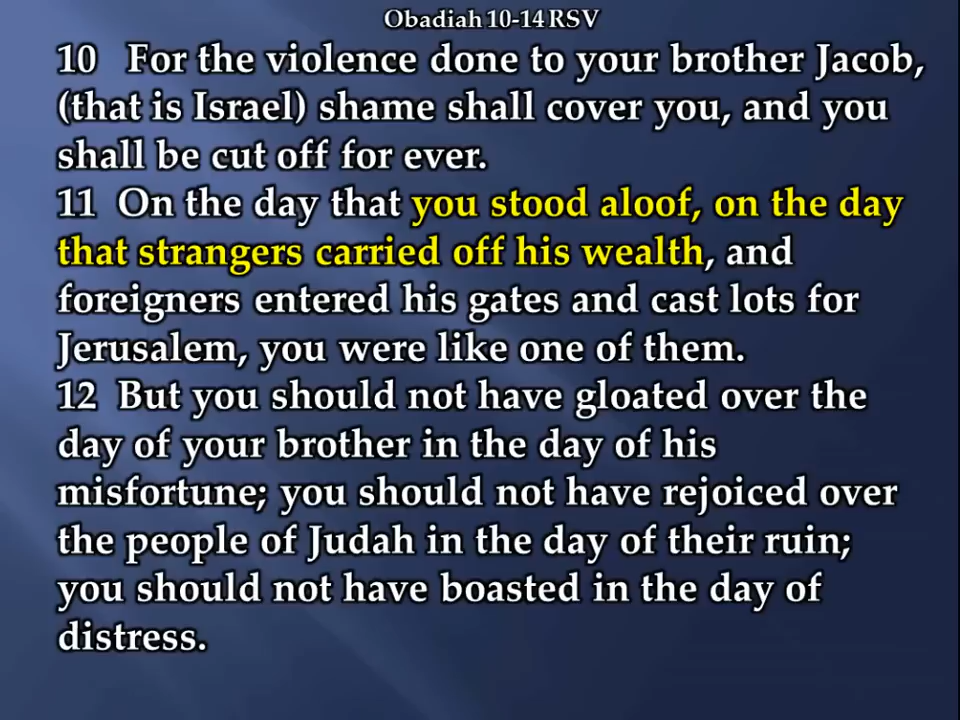 Obadiah 10-14 RSV
10 For the violence done to your brother Jacob,
(that is Israel) shame shall cover you, and you
shall be cut off for ever.
11 On the day that you stood aloof, on the day
that strangers carried off his wealth, and
foreigners entered his gates and cast lots for
Jerusalem, you were like one of them.
12 But you should not have gloated over the
day of your brother in the day of his
misfortune; you should not have rejoiced over
the people of Judah in the day of their ruin;
you should not have boasted in the day of
distress.